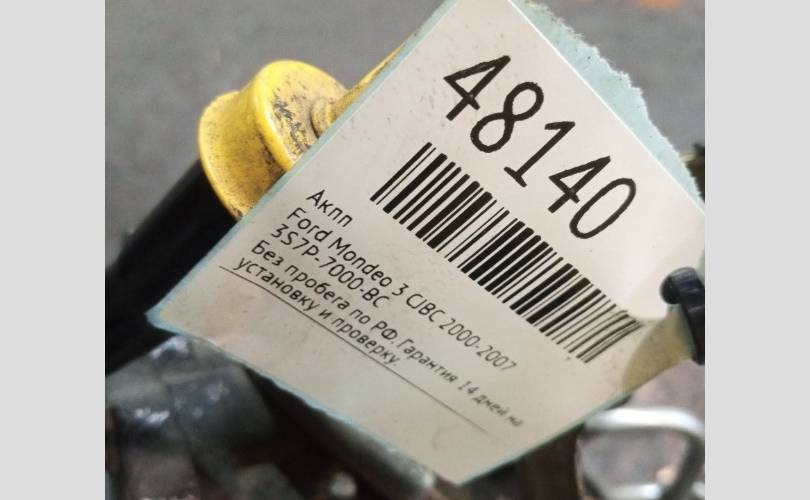 48140
Акпп
Ford Mondeo 3 CJBC 2000-2007
3S7P-7000-BC
Без пробега по РФ. Гарантия 14 дней на
установку и проверку.